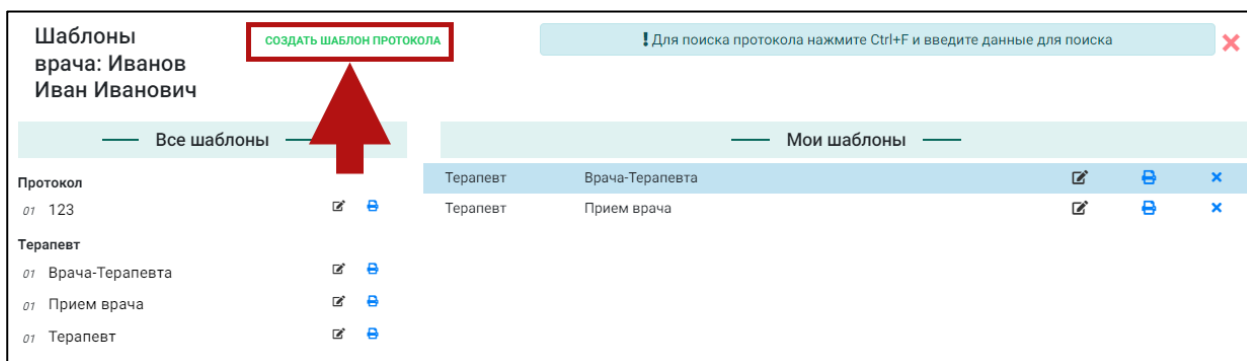 Шаблоны
врача: Иванов
Иван Иванович
СОЗДАТЬ ШАБЛОН ПРОТОКОЛА
! Для поиска протокола нажмите Ctrl+F и введите данные для поиска
Все шаблоны
Протокол
01 123
Терапевт
01 Врача-Терапевта
01 Прием врача
01 Терапевт
Мои шаблоны
Терапевт Врача-Терапевта
Терапевт Прием врача